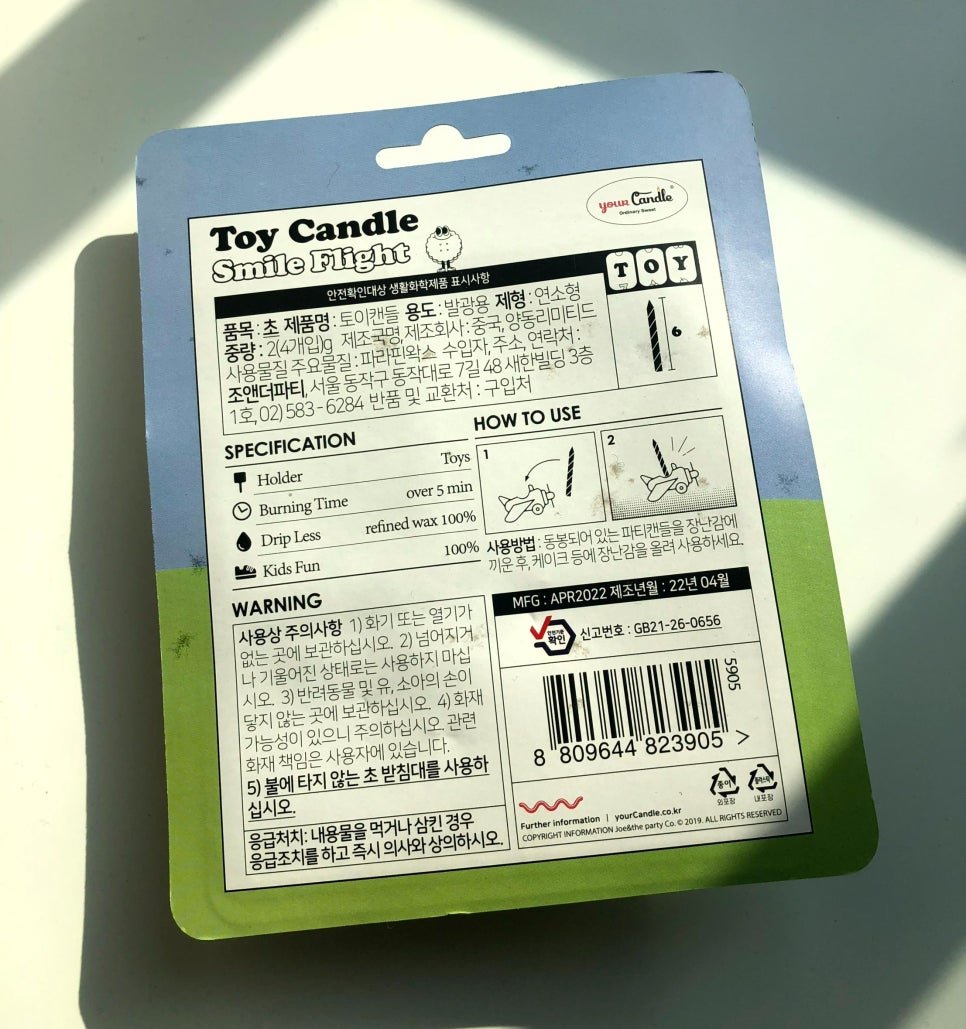 your Candle
Ordinary Sweet
Toy Candle
Smile Flight
TOY
안전확인대상 생활화학제품 표시사항
품목 : 초 제품명 : 토이캔들 용도 : 발광용 제형 : 연소형
중량 : 2(4개입)g 제조국명, 제조회사 : 중국, 양동리미티드
사용물질 주요물질 : 파라핀왁스 수입자, 주소, 연락처 :
조앤더파티, 서울 동작구 동작대로 7길 48 새한빌딩 3층
1호, 02) 583-6284 반품 및 교환처 : 구입처
6
SPECIFICATION
Holder Toys
Burning Time over 5 min
Drip Less refined wax 100%
Kids Fun 100%
HOW TO USE
1
2
사용방법 : 동봉되어 있는 파티캔들을 장난감에
끼운 후, 케이크 등에 장난감을 올려 사용하세요.
WARNING
사용상 주의사항 1) 화기 또는 열기가
없는 곳에 보관하십시오. 2) 넘어지거
나 기울어진 상태로는 사용하지 마십
시오. 3) 반려동물 및 유, 소아의 손이
닿지 않는 곳에 보관하십시오. 4) 화재
가능성이 있으니 주의하십시오. 관련
화재 책임은 사용자에 있습니다.
5) 불에 타지 않는 초 받침대를 사용하
십시오.
응급처치: 내용물을 먹거나 삼킨 경우
응급조치를 하고 즉시 의사와 상의하십시오.
MFG : APR2022 제조년월 : 22년 04월
안전기준
확인
신고번호 : GB21-26-0656
5905
8 809644 823905 >
종이
외포장
플라스틱
내포장
Further information | yourCandle.co.kr
COPYRIGHT INFORMATION Joe&the party Co. © 2019. ALL RIGHTS RESERVED